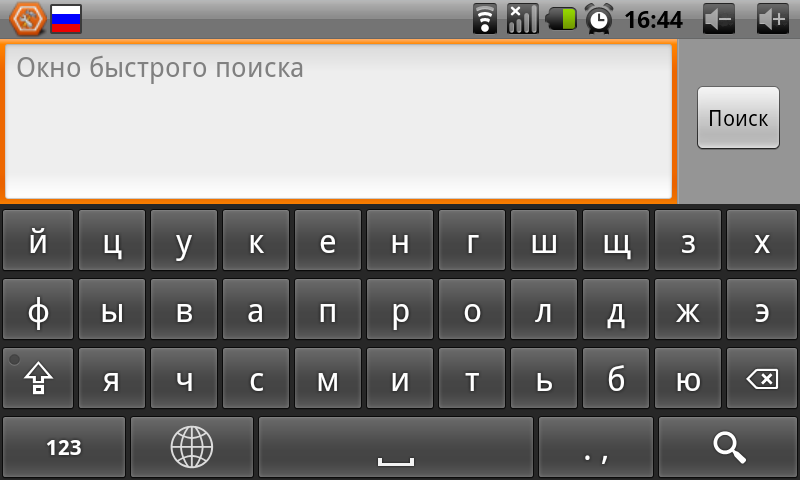 16:44
Окно быстрого поиска
Поиск
й ц у к е н г ш щ з х
ф ы в а п р о л д ж э
я ч с м и т ь б ю
123 . ,